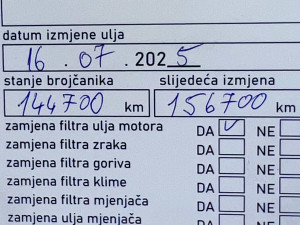 datum izmjene ulja
16 . 07 . 2025
stanje brojčanika slijedeća izmjena
144700 km 156700 km
zamjena filtra ulja motora DA ✓ NE
zamjena filtra zraka DA NE
zamjena filtra goriva DA NE
zamjena filtra klime DA NE
zamjena filtra mjenjača DA NE
zamjena ulja mjenjača DA NE